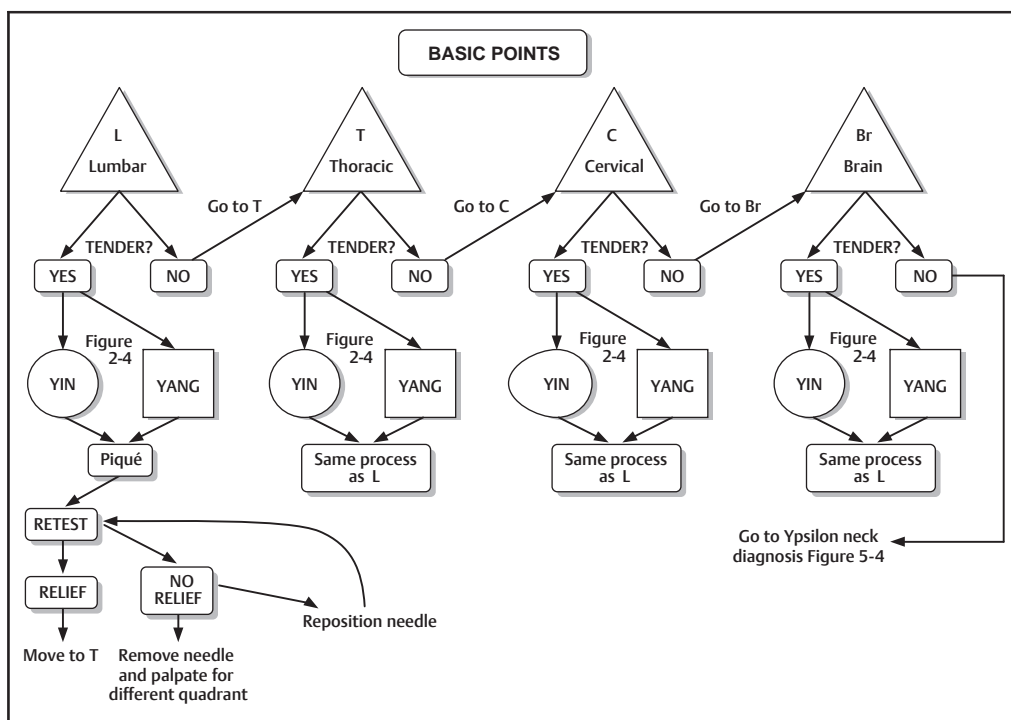 BASIC POINTS
L
Lumbar
T
Thoracic
C
Cervical
Br
Brain
Go to T
Go to C
Go to Br
TENDER?
TENDER?
TENDER?
TENDER?
YES
NO
YES
NO
YES
NO
YES
NO
Figure
2-4
Figure
2-4
Figure
2-4
Figure
2-4
YIN
YANG
YIN
YANG
YIN
YANG
YIN
YANG
Piqué
Same process
as L
Same process
as L
Same process
as L
RETEST
Go to Ypsilon neck
diagnosis Figure 5-4
RELIEF
NO
RELIEF
Reposition needle
Move to T
Remove needle
and palpate for
different quadrant